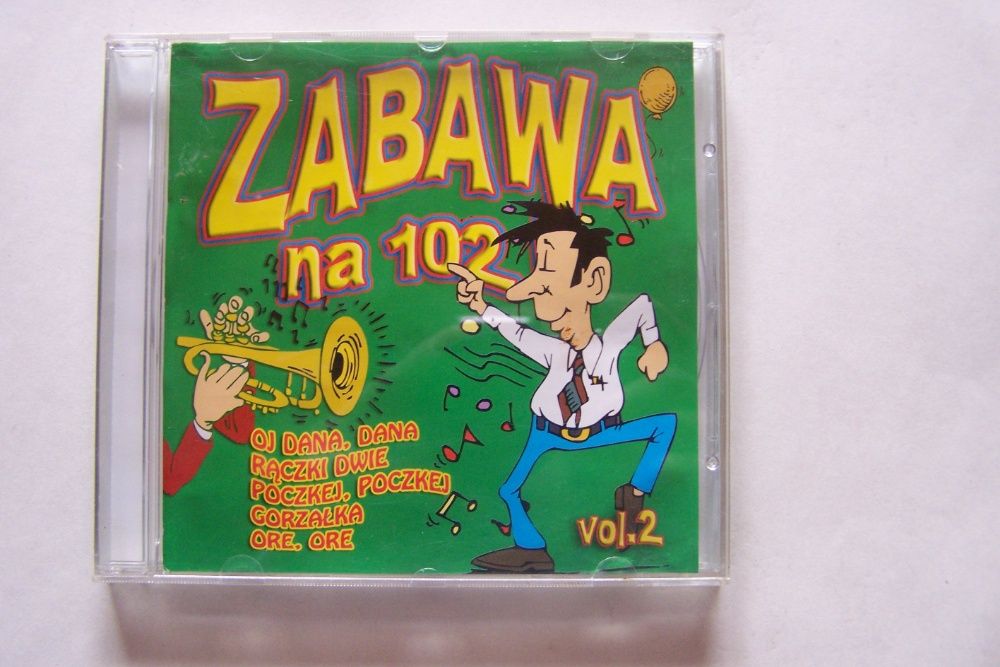 ZABAWA
na 102
OJ DANA, DANA
RĄCZKI DWIE
POCZKEJ, POCZKEJ
GORZAŁKA
ORE, ORE
vol.2